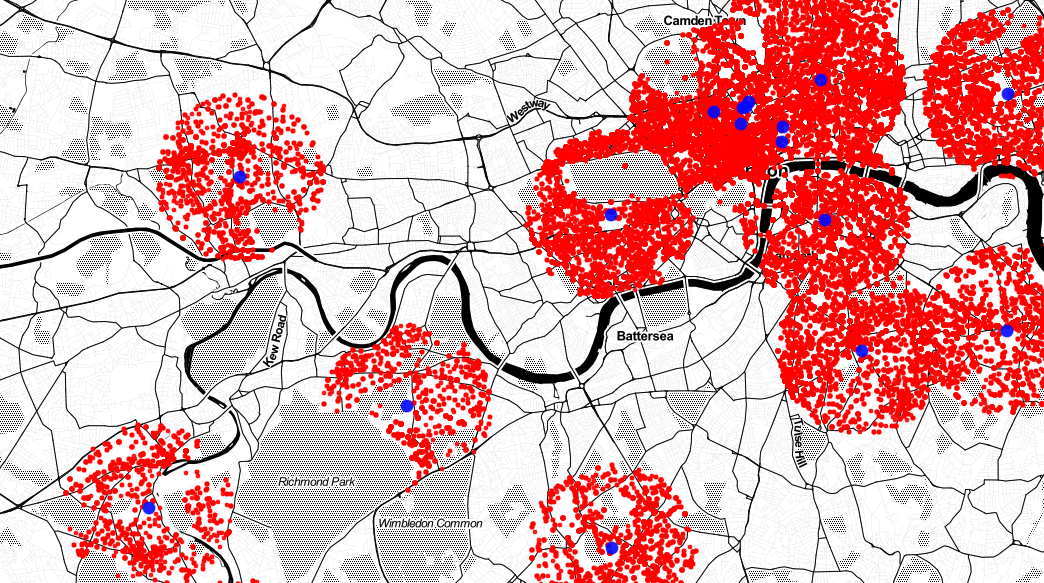 Camden Town
Westway
Kew Road
Battersea
Tulse Hill
Richmond Park
Wimbledon Common